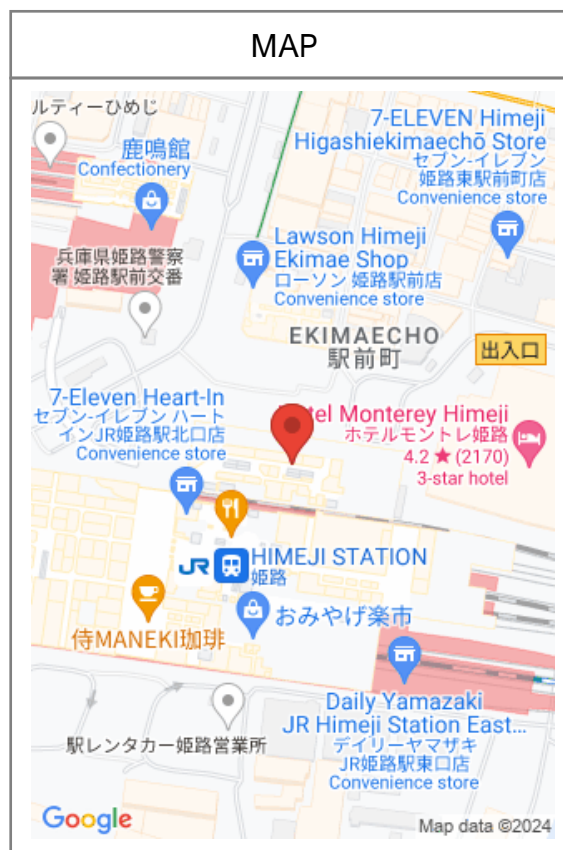 MAP
ルティーひめじ
鹿鳴館
Confectionery
7-ELEVEN Himeji
Higashiekimaechō Store
セブン-イレブン
姫路東駅前町店
Convenience store
兵庫県姫路警察
署 姫路駅前交番
Lawson Himeji
Ekimae Shop
ローソン 姫路駅前店
Convenience store
EKIMAECHO
駅前町
出入口
7-Eleven Heart-In
セブン-イレブン ハート
インJR姫路駅北口店
Convenience store
tel Monterey Himeji
ホテルモントレ姫路
4.2 ★ (2170)
3-star hotel
JR
HIMEJI STATION
姫路
おみやげ楽市
侍MANEKI珈琲
Daily Yamazaki
JR Himeji Station East...
デイリーヤマザキ
JR姫路駅東口店
Convenience store
駅レンタカー姫路営業所
Google
Map data ©2024